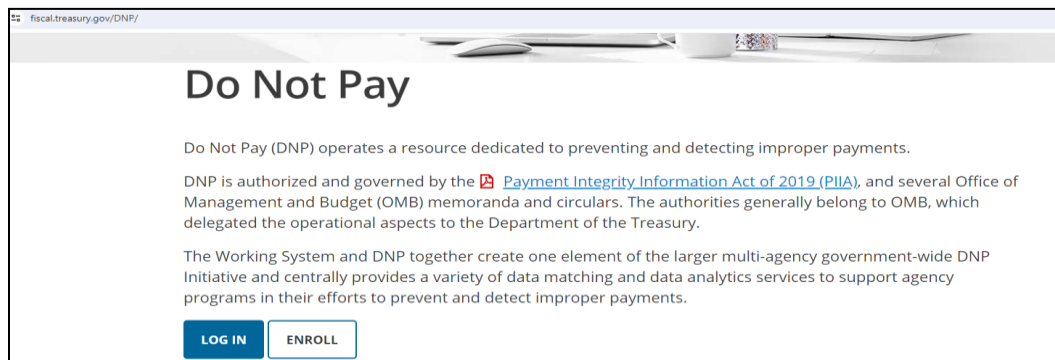 fiscal.treasury.gov/DNP/
Do Not Pay
Do Not Pay (DNP) operates a resource dedicated to preventing and detecting improper payments.
DNP is authorized and governed by the Payment Integrity Information Act of 2019 (PIIA), and several Office of
Management and Budget (OMB) memoranda and circulars. The authorities generally belong to OMB, which
delegated the operational aspects to the Department of the Treasury.
The Working System and DNP together create one element of the larger multi-agency government-wide DNP
Initiative and centrally provides a variety of data matching and data analytics services to support agency
programs in their efforts to prevent and detect improper payments.
LOG IN ENROLL